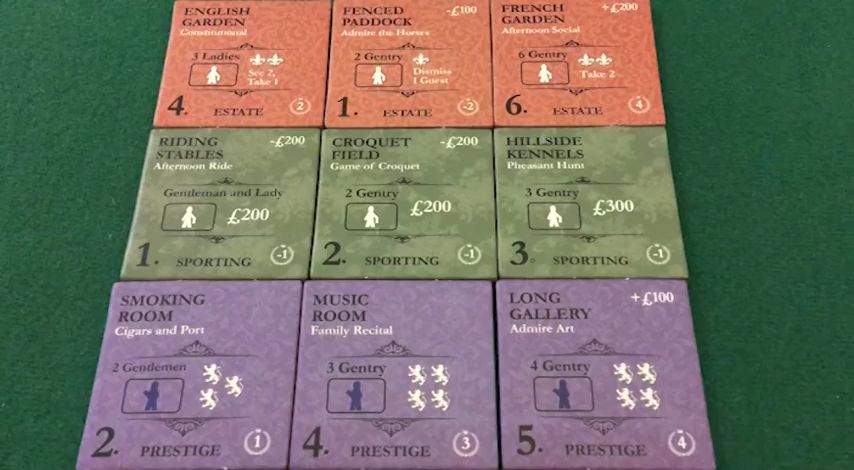 ENGLISH
GARDEN
Constitutional
3 Ladies
See 2,
Take 1
4. ESTATE 2
FENCED -£100
PADDOCK
Admire the Horses
2 Gentry
Dismiss
1 Guest
1. ESTATE -2
FRENCH +£200
GARDEN
Afternoon Social
6 Gentry
Take 2
6. ESTATE 4
RIDING -£200
STABLES
Afternoon Ride
Gentleman and Lady
£200
1. SPORTING -1
CROQUET -£200
FIELD
Game of Croquet
2 Gentry
£200
2. SPORTING -1
HILLSIDE
KENNELS
Pheasant Hunt
3 Gentry
£300
3. SPORTING -1
SMOKING
ROOM
Cigars and Port
2 Gentlemen
2. PRESTIGE 1
MUSIC
ROOM
Family Recital
3 Gentry
4. PRESTIGE 3
LONG +£100
GALLERY
Admire Art
4 Gentry
5. PRESTIGE 4